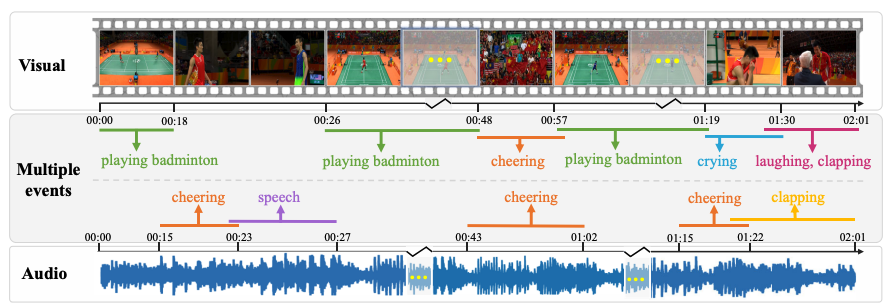 Visual
00:00 00:18 00:26 00:48 00:57 01:19 01:30 02:01
playing badminton playing badminton cheering playing badminton crying laughing, clapping
Multiple
events
cheering speech cheering cheering clapping
00:00 00:15 00:23 00:27 00:43 01:02 01:15 01:22 02:01
Audio